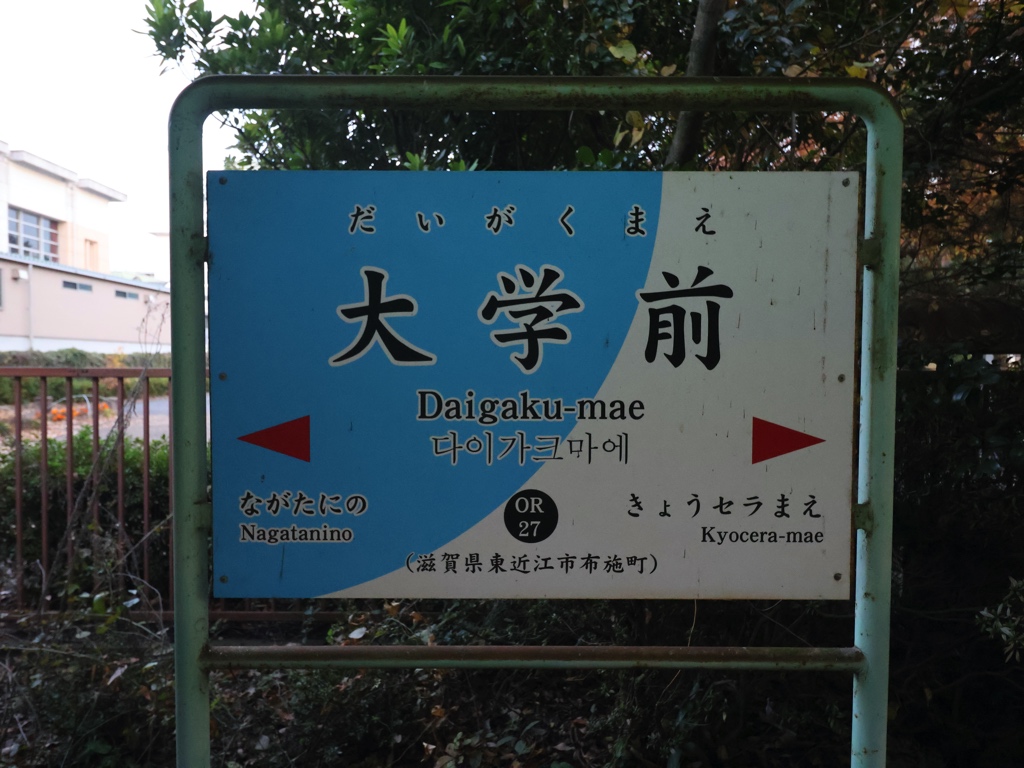 だいがくまえ
大学前
Daigaku-mae
다이가크마에
ながたにの
Nagatanino
OR
27
きょうセラまえ
Kyocera-mae
(滋賀県東近江市布施町)